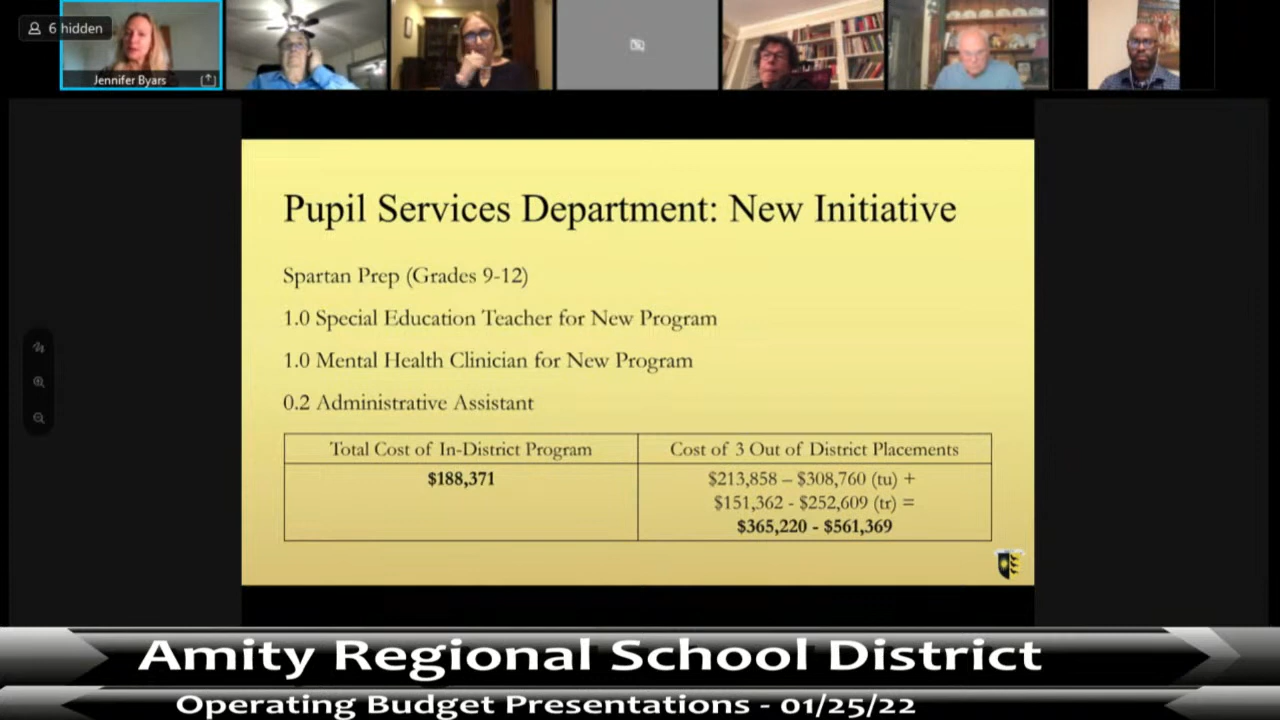 6 hidden
Jennifer Byars
Pupil Services Department: New Initiative
Spartan Prep (Grades 9-12)
1.0 Special Education Teacher for New Program
1.0 Mental Health Clinician for New Program
0.2 Administrative Assistant
Total Cost of In-District Program
$188,371
Cost of 3 Out of District Placements
$213,858 – $308,760 (tu) +
$151,362 - $252,609 (tr) =
$365,220 - $561,369
Amity Regional School District
Operating Budget Presentations - 01/25/22